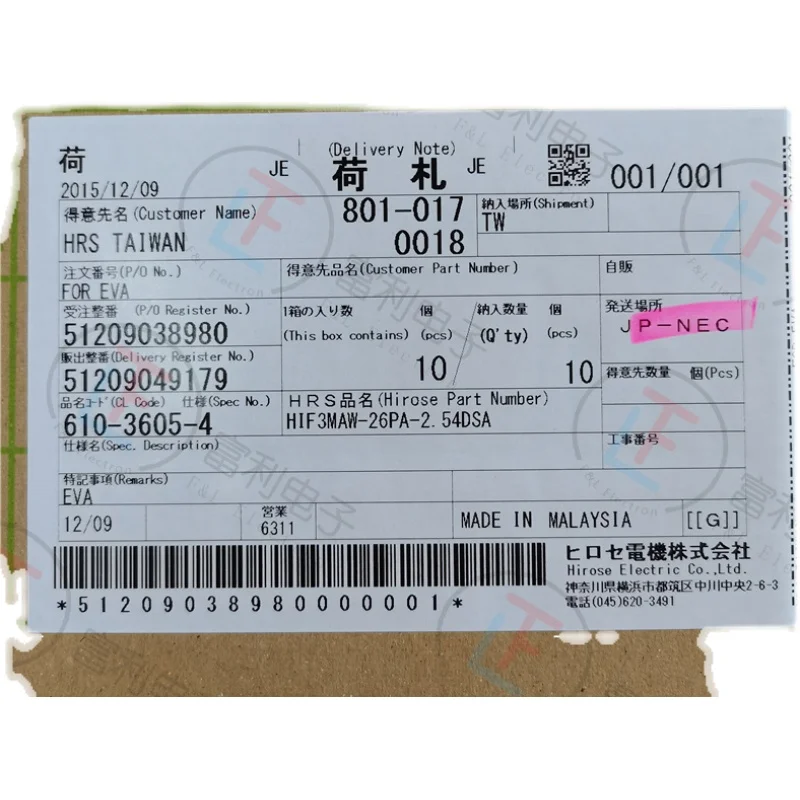 荷 (Delivery Note)
JE 荷 札 JE 001/001
2015/12/09
得意先名(Customer Name) 801-017 納入場所(Shipment)
HRS TAIWAN 0018 TW
注文番号(P/O No.) 得意先品名(Customer Part Number) 自販
FOR EVA
受注整番 (P/O Register No.) 1箱の入り数 個 納入数量 個 発送場所
51209038980 (This box contains) (pcs) (Q'ty) (pcs) JP-NEC
販出整番(Delivery Register No.)
51209049179 10 10 得意先数量 個(Pcs)
品名コード(CL Code) 仕様(Spec No.) HRS品名(Hirose Part Number)
610-3605-4 HIF3MAW-26PA-2.54DSA
仕様名(Spec. Description) 工事番号
特記事項(Remarks)
EVA
12/09 営業 6311 MADE IN MALAYSIA [[G]]
ヒロセ電機株式会社
Hirose Electric Co.,Ltd.
神奈川県横浜市都筑区中川中央2-6-3
電話(045)620-3491
*51209038980000001*
富利电子
F&L Electron